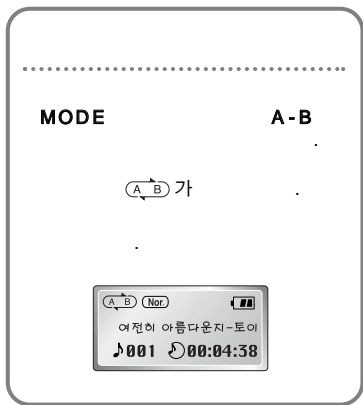 MODE A-B
.
A B 가 .
.
A B Nor.
여전히 아름다운지-토이
001 00:04:38